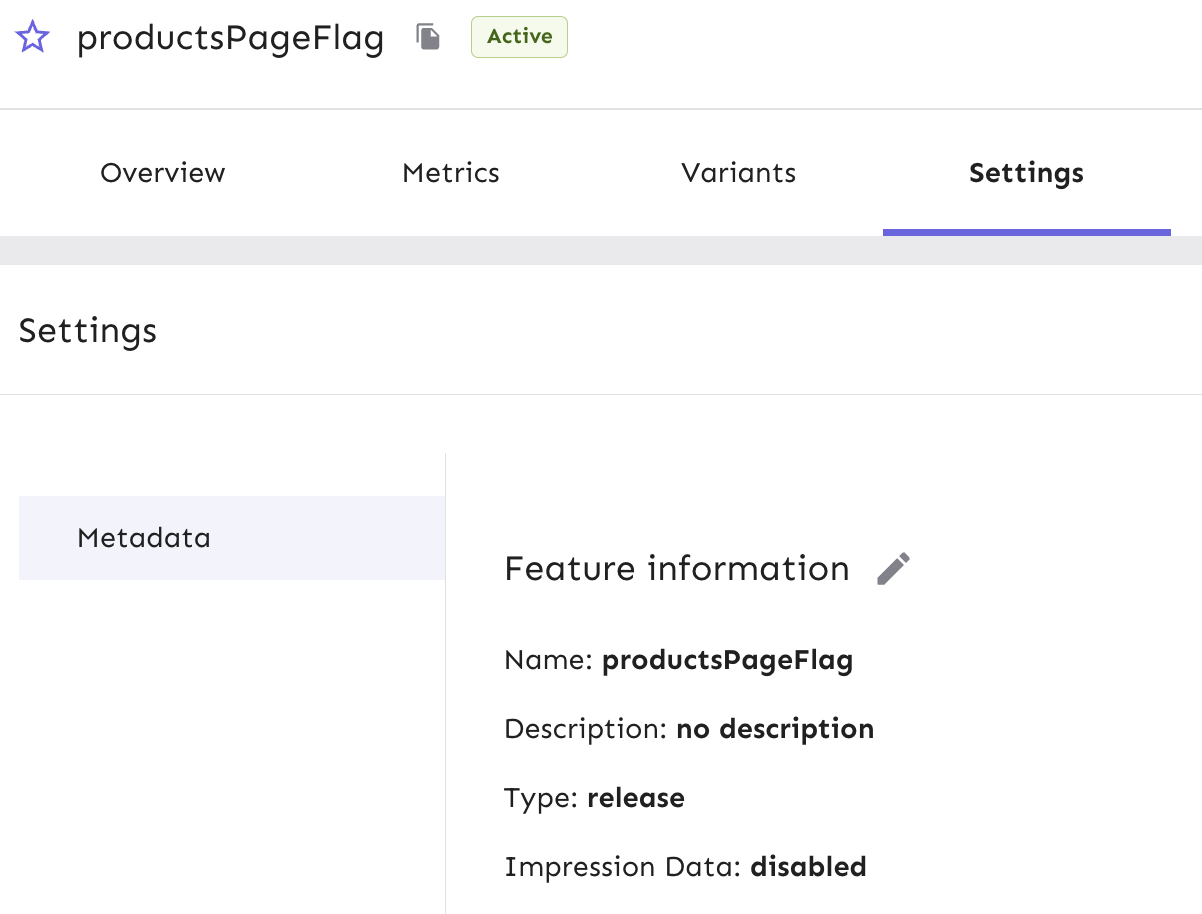 productsPageFlag Active
Overview Metrics Variants Settings
Settings
Metadata
Feature information
Name: productsPageFlag
Description: no description
Type: release
Impression Data: disabled